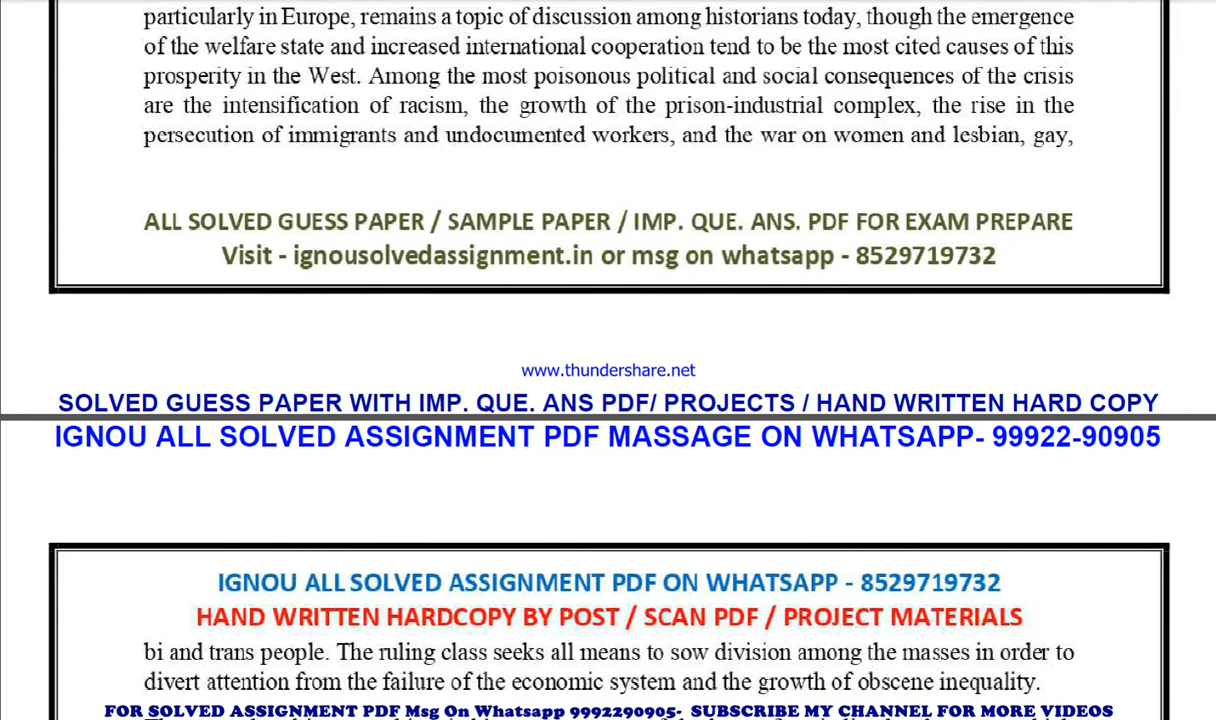 particularly in Europe, remains a topic of discussion among historians today, though the emergence
of the welfare state and increased international cooperation tend to be the most cited causes of this
prosperity in the West. Among the most poisonous political and social consequences of the crisis
are the intensification of racism, the growth of the prison-industrial complex, the rise in the
persecution of immigrants and undocumented workers, and the war on women and lesbian, gay,
ALL SOLVED GUESS PAPER / SAMPLE PAPER / IMP. QUE. ANS. PDF FOR EXAM PREPARE
Visit - ignousolvedassignment.in or msg on whatsapp - 8529719732
www.thundershare.net
SOLVED GUESS PAPER WITH IMP. QUE. ANS PDF/ PROJECTS / HAND WRITTEN HARD COPY
IGNOU ALL SOLVED ASSIGNMENT PDF MASSAGE ON WHATSAPP- 99922-90905
IGNOU ALL SOLVED ASSIGNMENT PDF ON WHATSAPP - 8529719732
HAND WRITTEN HARDCOPY BY POST / SCAN PDF / PROJECT MATERIALS
bi and trans people. The ruling class seeks all means to sow division among the masses in order to
divert attention from the failure of the economic system and the growth of obscene inequality.
FOR SOLVED ASSIGNMENT PDF Msg On Whatsapp 9992290905- SUBSCRIBE MY CHANNEL FOR MORE VIDEOS